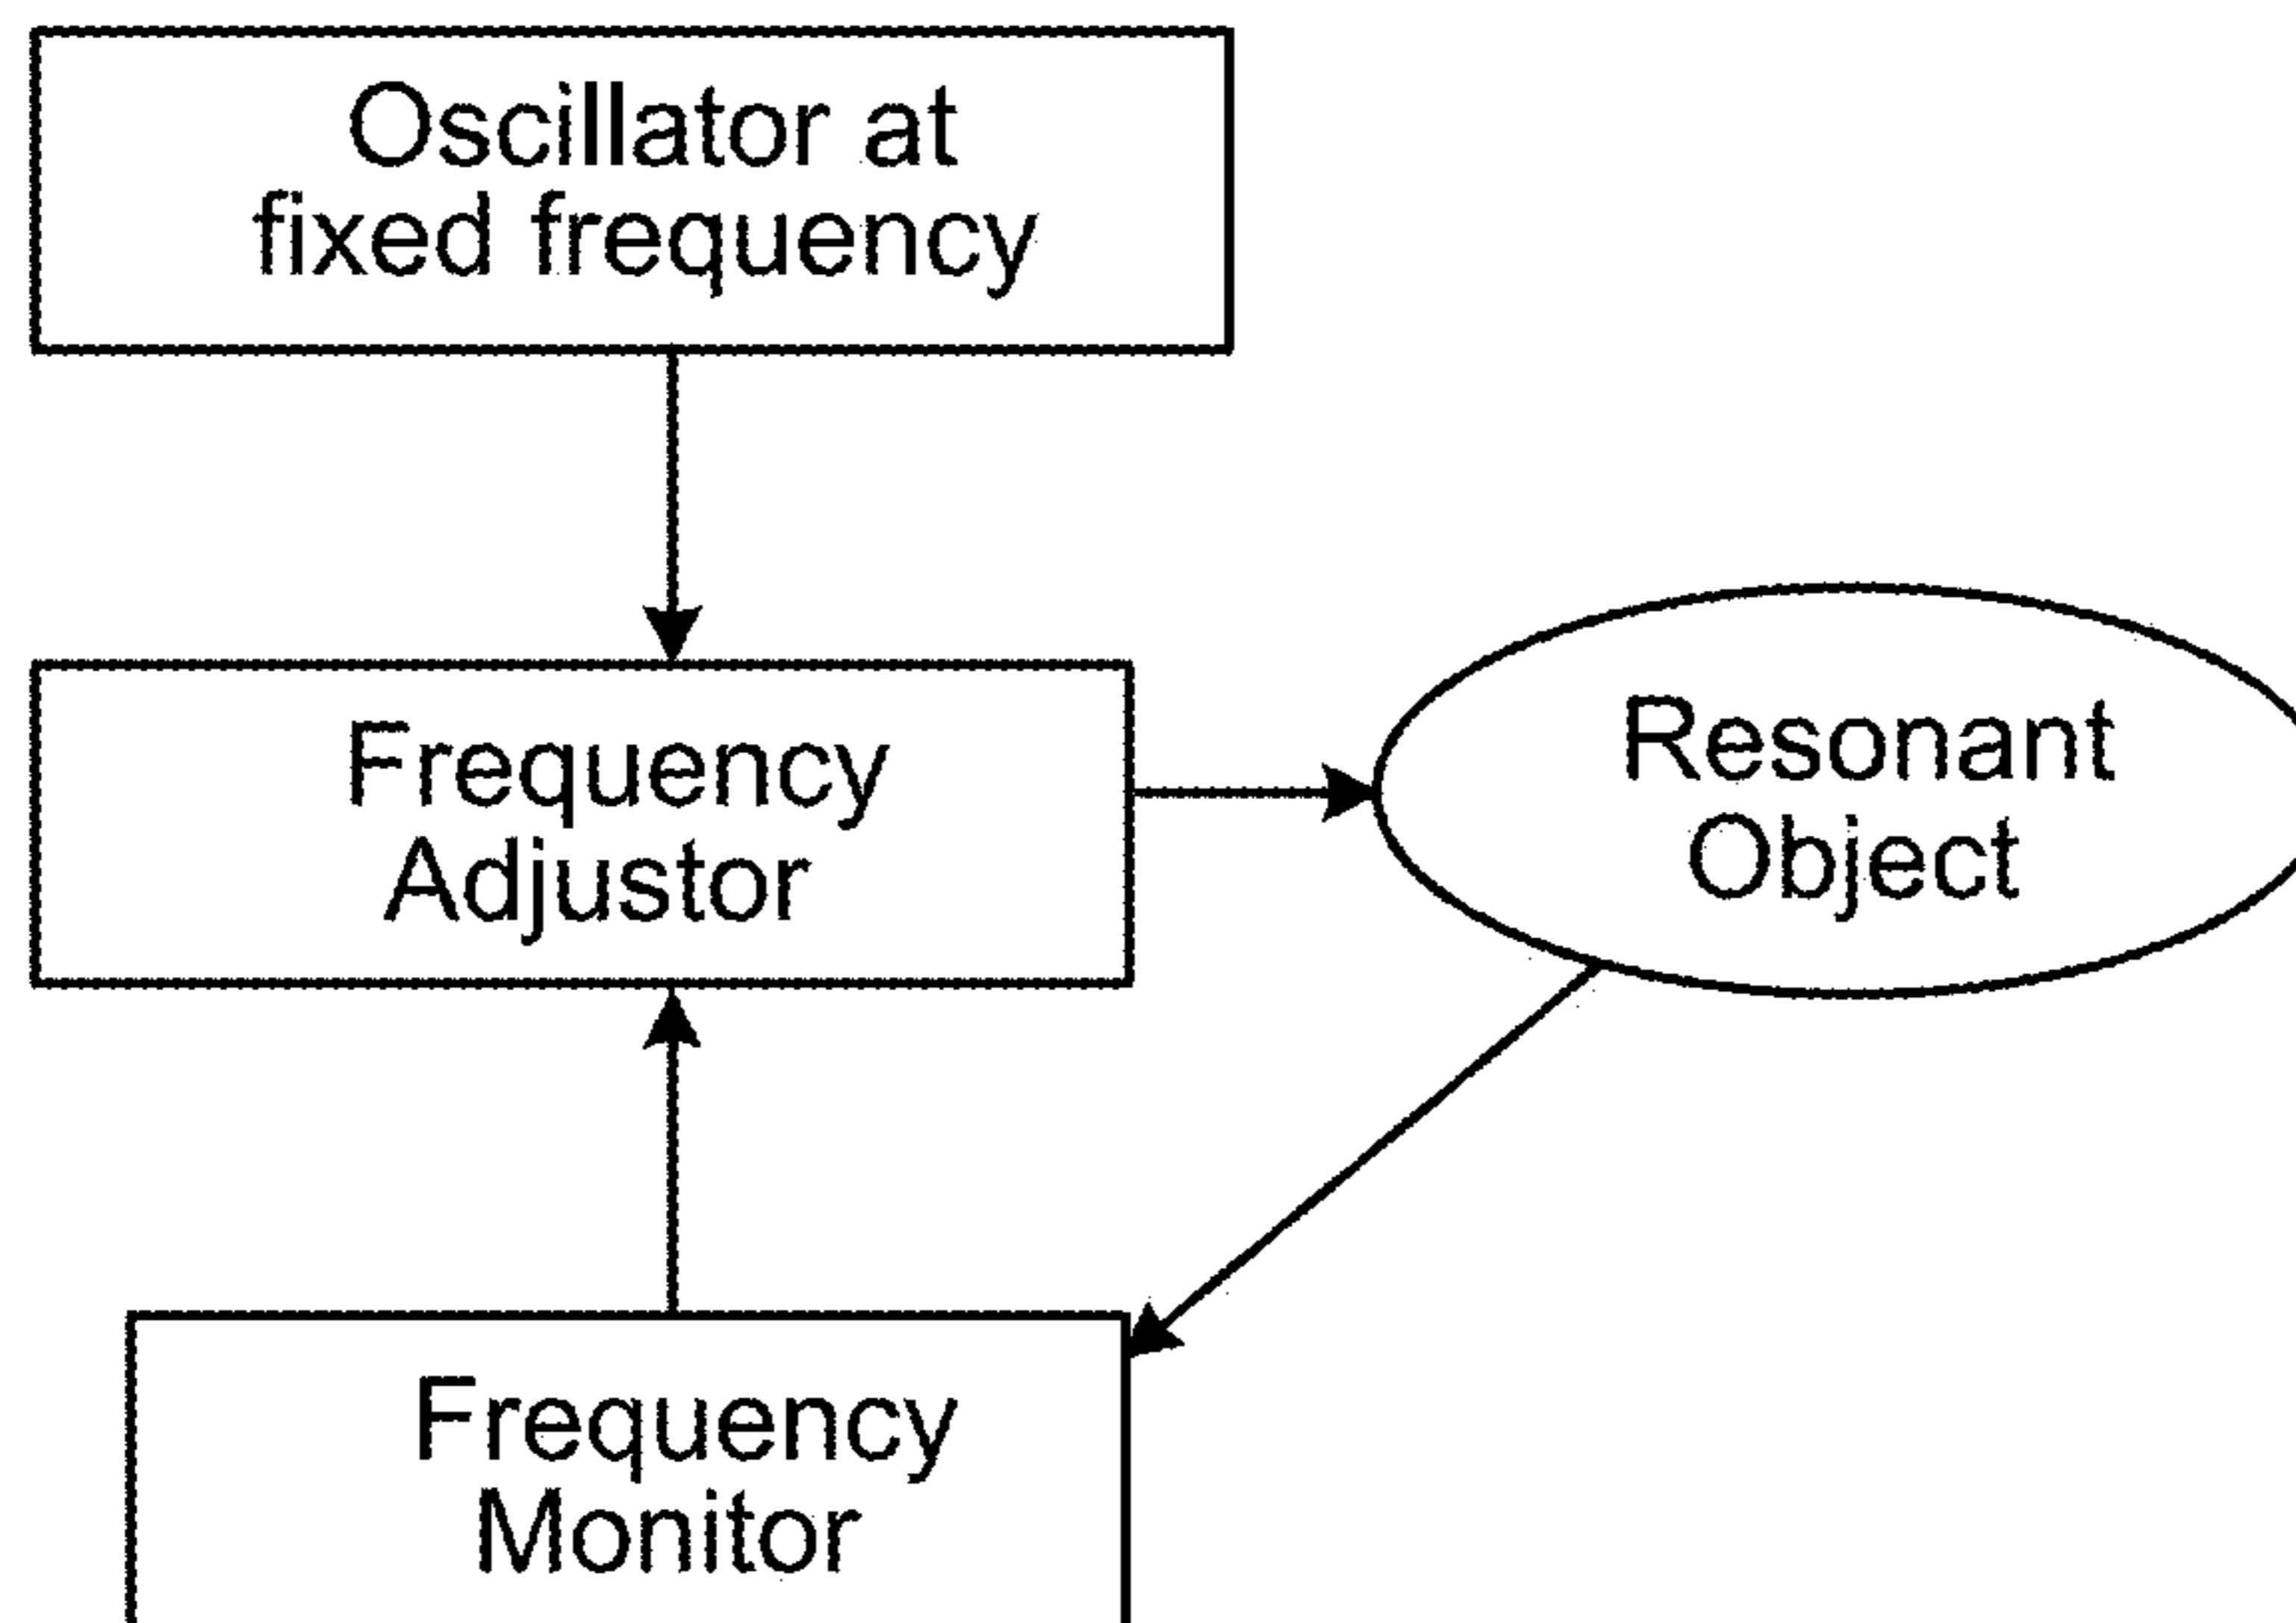 Oscillator at
fixed frequency
Frequency
Adjustor
Resonant
Object
Frequency
Monitor